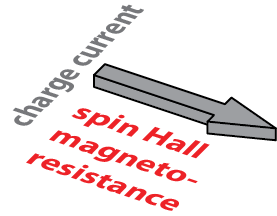 charge current
spin Hall
magneto-
resistance